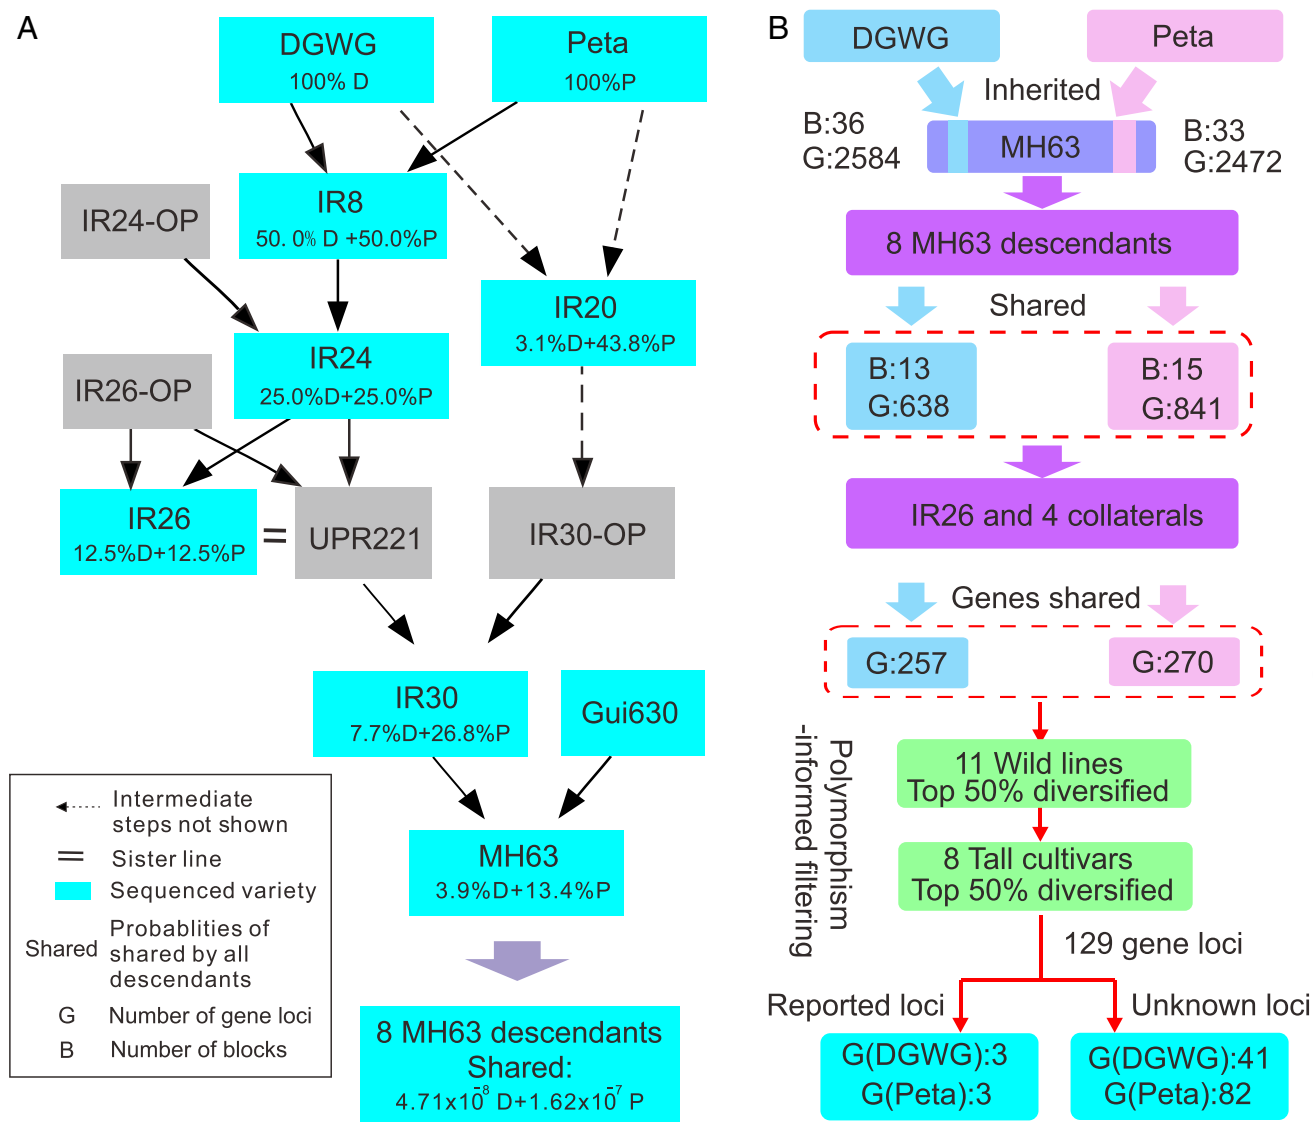 A
DGWG
100% D
Peta
100%P
IR8
50.0% D +50.0%P
IR24-OP
IR20
3.1%D+43.8%P
IR24
25.0%D+25.0%P
IR26-OP
IR26
12.5%D+12.5%P
UPR221
IR30-OP
IR30
7.7%D+26.8%P
Gui630
MH63
3.9%D+13.4%P
8 MH63 descendants
Shared:
4.71x10⁻⁸ D+1.62x10⁻⁷ P
Intermediate
steps not shown
Sister line
Sequenced variety
Shared
Probablities of
shared by all
descendants
G Number of gene loci
B Number of blocks
B
DGWG
Peta
Inherited
B:36
G:2584
MH63
B:33
G:2472
8 MH63 descendants
Shared
B:13
G:638
B:15
G:841
IR26 and 4 collaterals
Genes shared
G:257
G:270
Polymorphism
-informed filtering
11 Wild lines
Top 50% diversified
8 Tall cultivars
Top 50% diversified
129 gene loci
Reported loci
Unknown loci
G(DGWG):3
G(Peta):3
G(DGWG):41
G(Peta):82